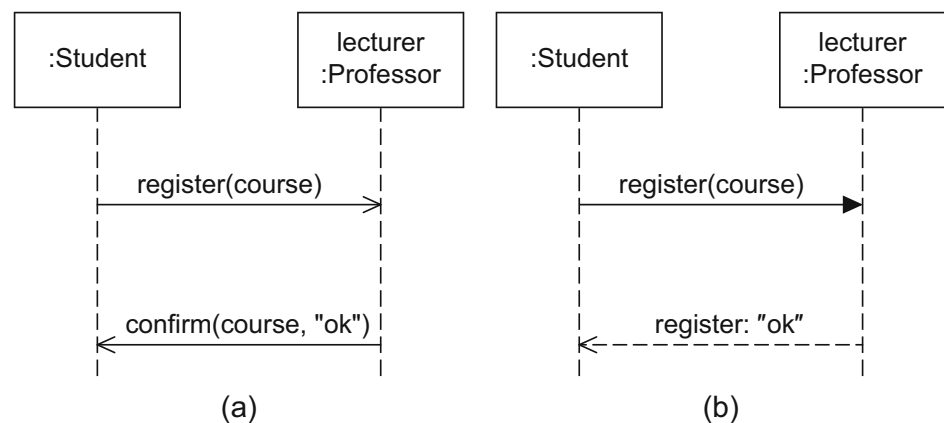 :Student
lecturer
:Professor
register(course)
confirm(course, "ok")
(a)
:Student
lecturer
:Professor
register(course)
register: "ok"
(b)